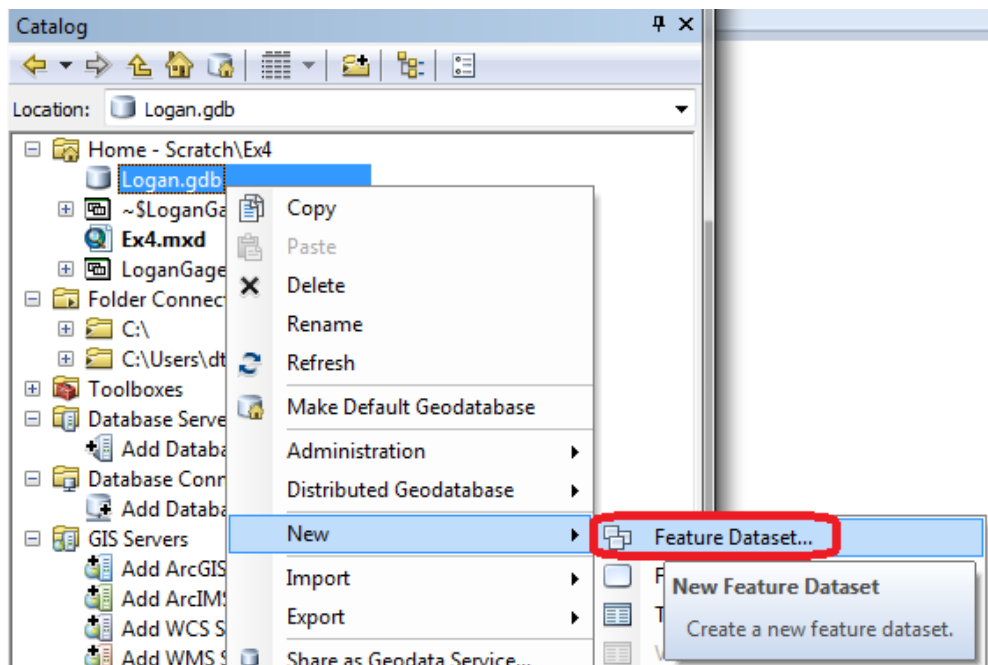 Catalog
Location: Logan.gdb
Home - Scratch\Ex4
Logan.gdb
~$LoganGa
Copy
Ex4.mxd
Paste
LoganGage
Delete
Folder Connec
Rename
C:\
C:\Users\dt
Refresh
Toolboxes
Make Default Geodatabase
Database Serve
Add Databa
Administration
Database Conn
Distributed Geodatabase
Add Databa
GIS Servers
New
Feature Dataset...
Add ArcGIS
Import
F
New Feature Dataset
Add ArcIMS
Export
T
Create a new feature dataset.
Add WCS S
Add WMS S
Share as Geodata Service...